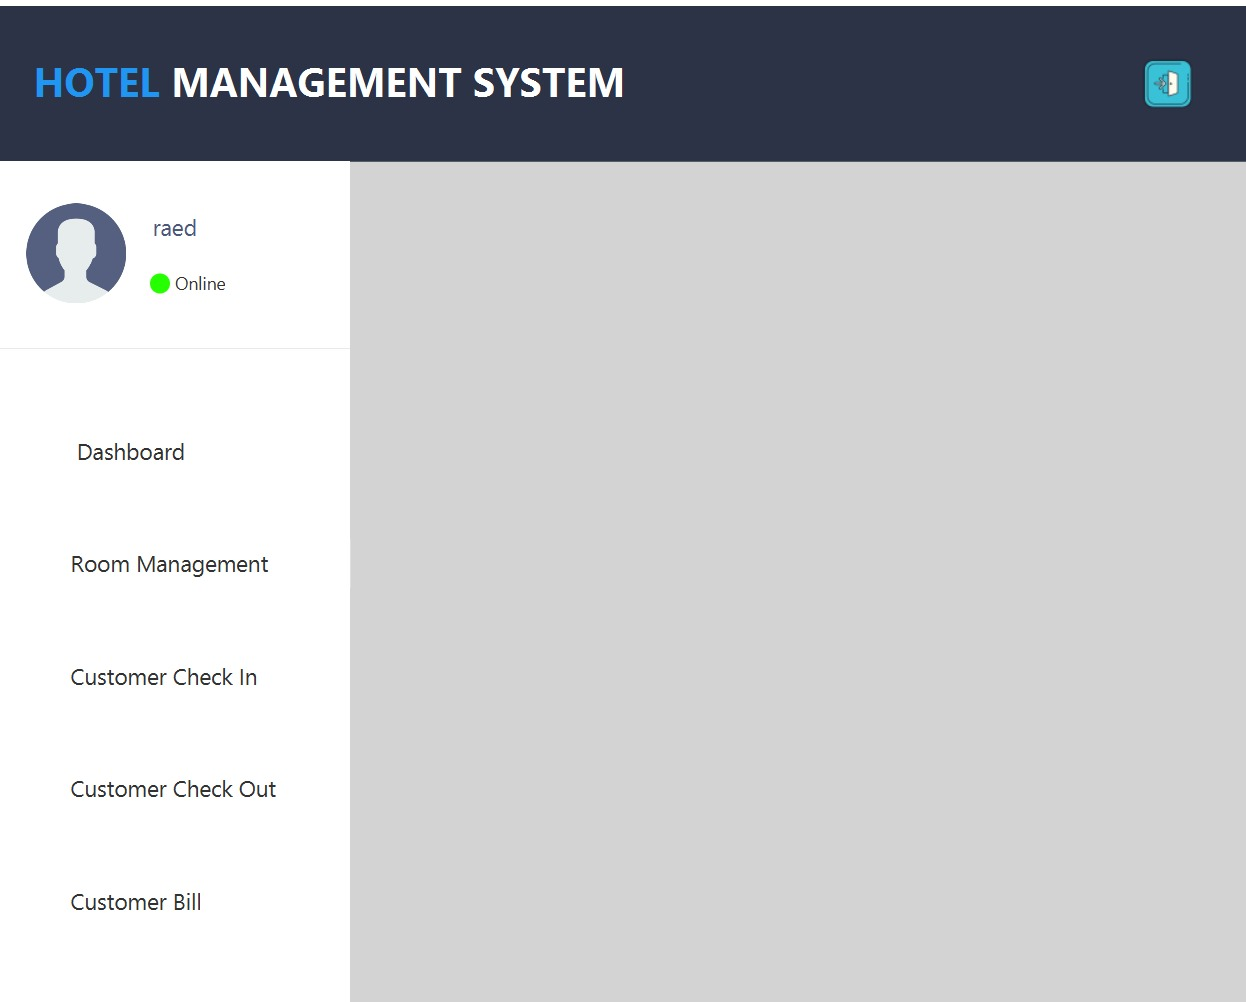 HOTEL MANAGEMENT SYSTEM
raed
Online
Dashboard
Room Management
Customer Check In
Customer Check Out
Customer Bill